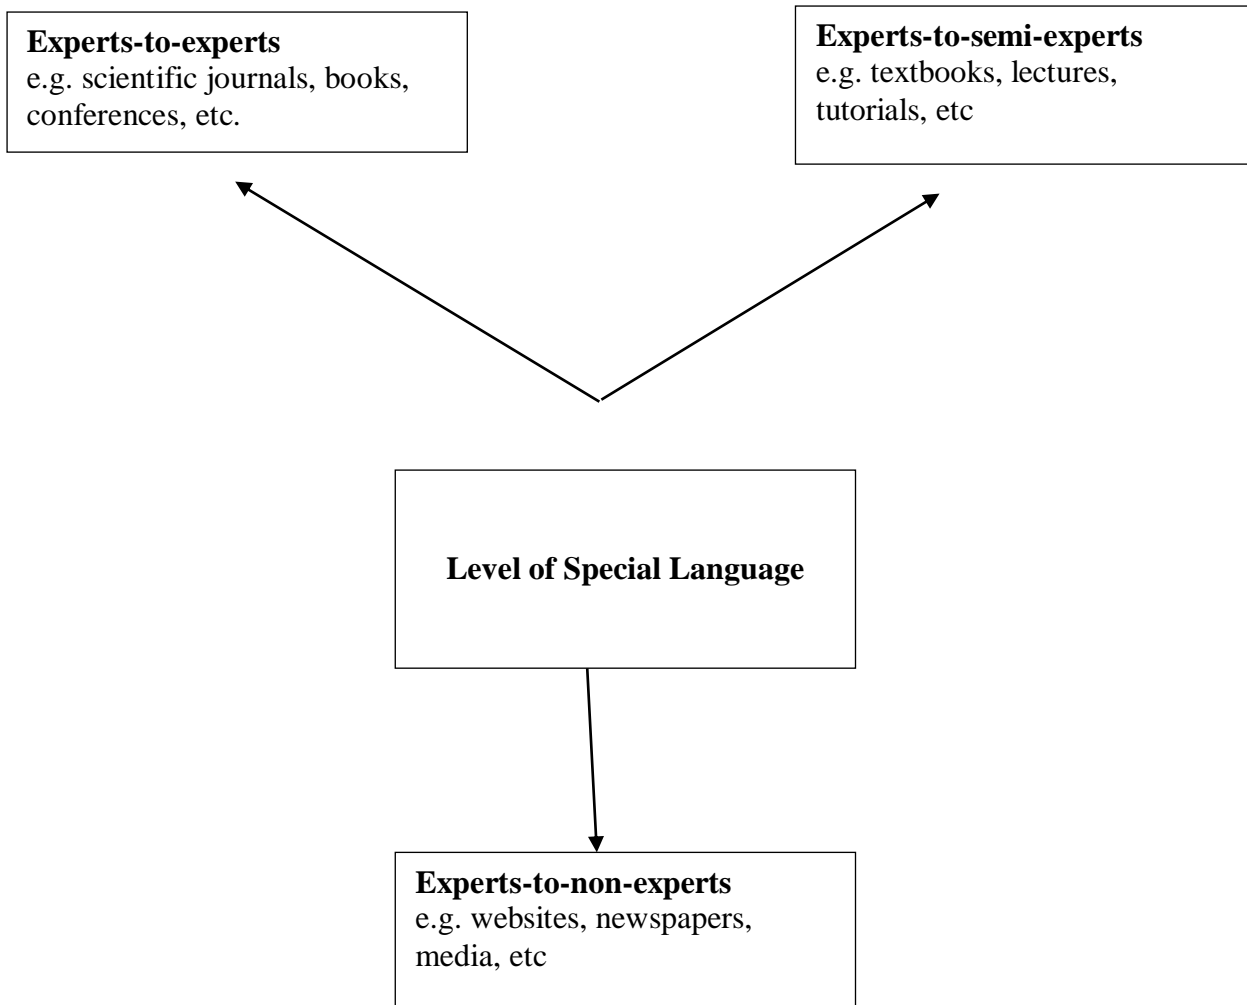 Experts-to-experts
e.g. scientific journals, books,
conferences, etc.
Experts-to-semi-experts
e.g. textbooks, lectures,
tutorials, etc
Level of Special Language
Experts-to-non-experts
e.g. websites, newspapers,
media, etc